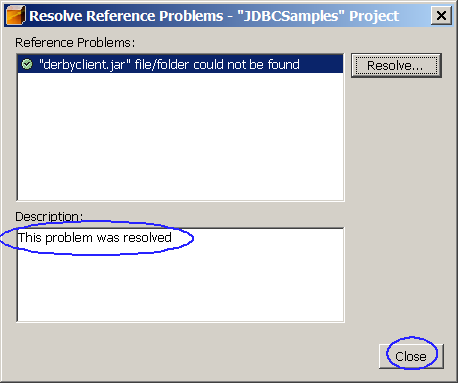 Resolve Reference Problems - "JDBCSamples" Project
Reference Problems:
"derbyclient.jar" file/folder could not be found
Resolve...
Description:
This problem was resolved
Close